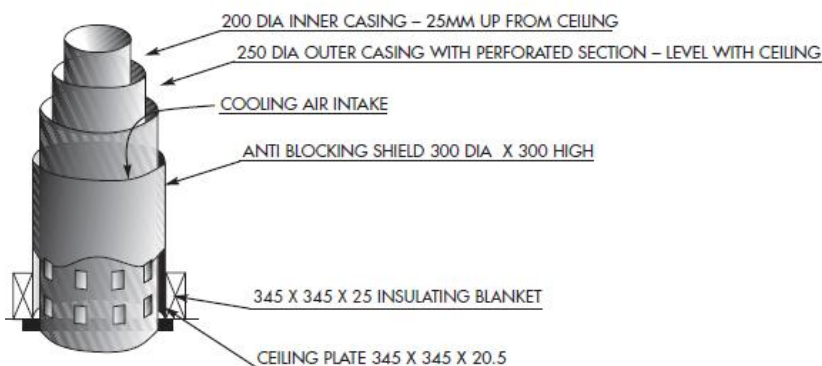 200 DIA INNER CASING – 25MM UP FROM CEILING
250 DIA OUTER CASING WITH PERFORATED SECTION – LEVEL WITH CEILING
COOLING AIR INTAKE
ANTI BLOCKING SHIELD 300 DIA X 300 HIGH
345 X 345 X 25 INSULATING BLANKET
CEILING PLATE 345 X 345 X 20.5